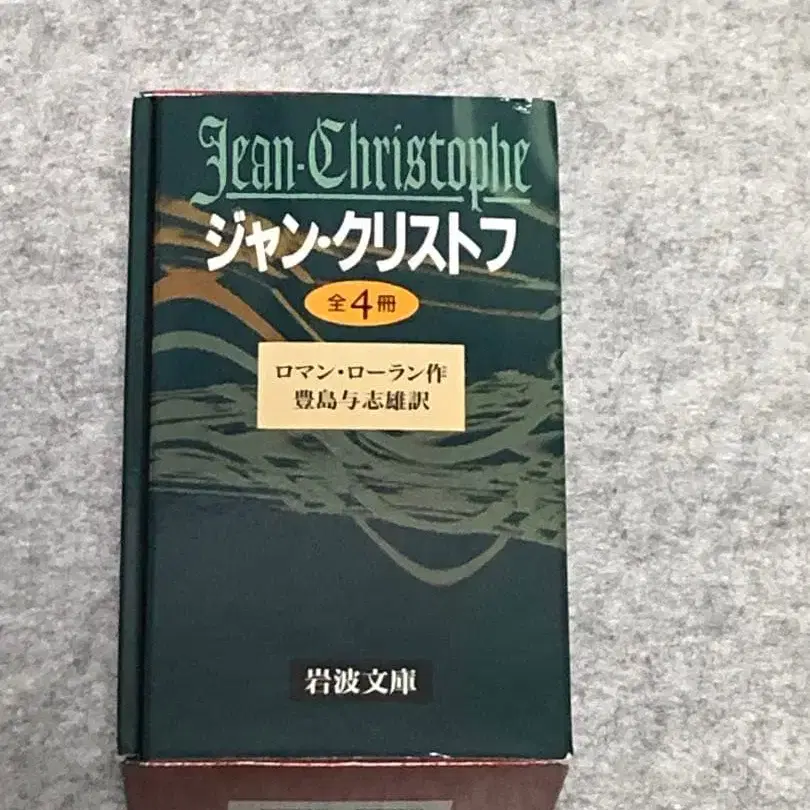 Jean-Christophe
ジャン・クリストフ
全4冊
ロマン・ローラン作
豊島与志雄訳
岩波文庫